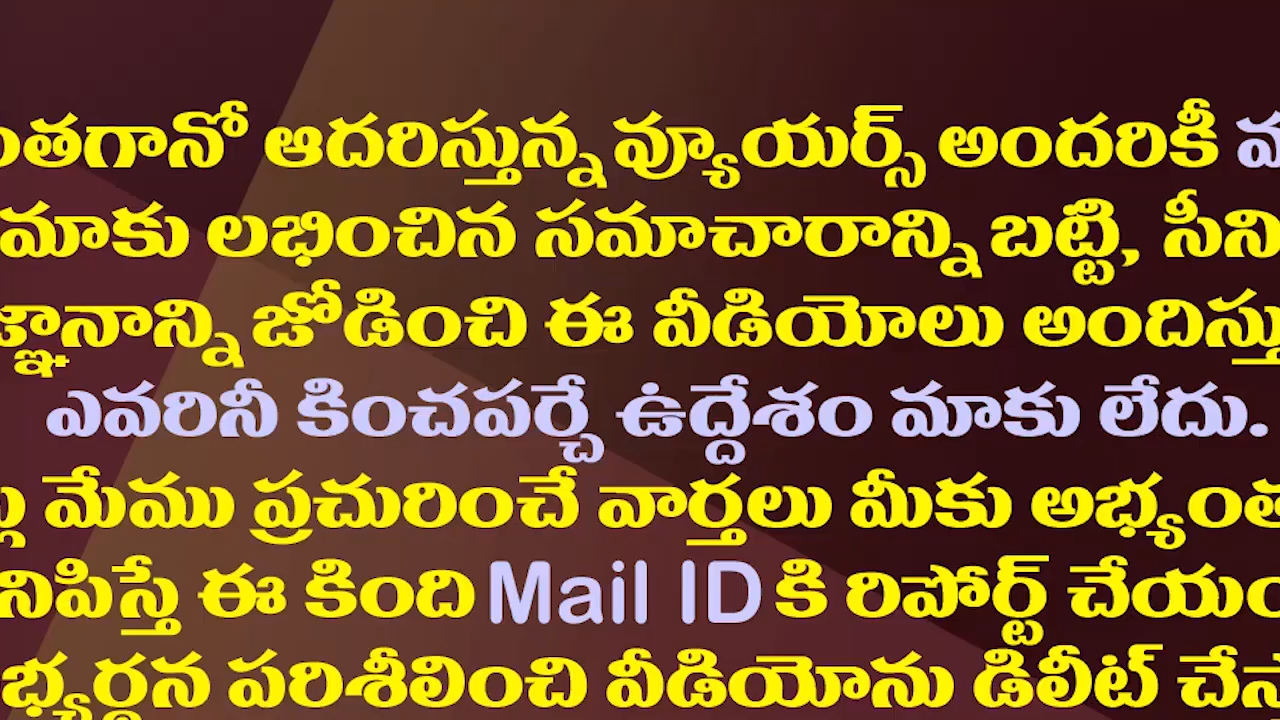 ంతగానో ఆదరిస్తున్న వ్యూయర్స్ అందరికీ
మాకు లభించిన సమాచారాన్ని బట్టి, సీని
జ్ఞానాన్ని జోడించి ఈ వీడియోలు అందిస్తు
ఎవరినీ కించపర్చే ఉద్దేశం మాకు లేదు.
మేము ప్రచురించే వార్తలు మీకు అభ్యంత
నిపిస్తే ఈ కింది Mail ID కి రిపోర్ట్ చేయం
భ్యర్థన పరిశీలించి వీడియోను డిలీట్ చేస